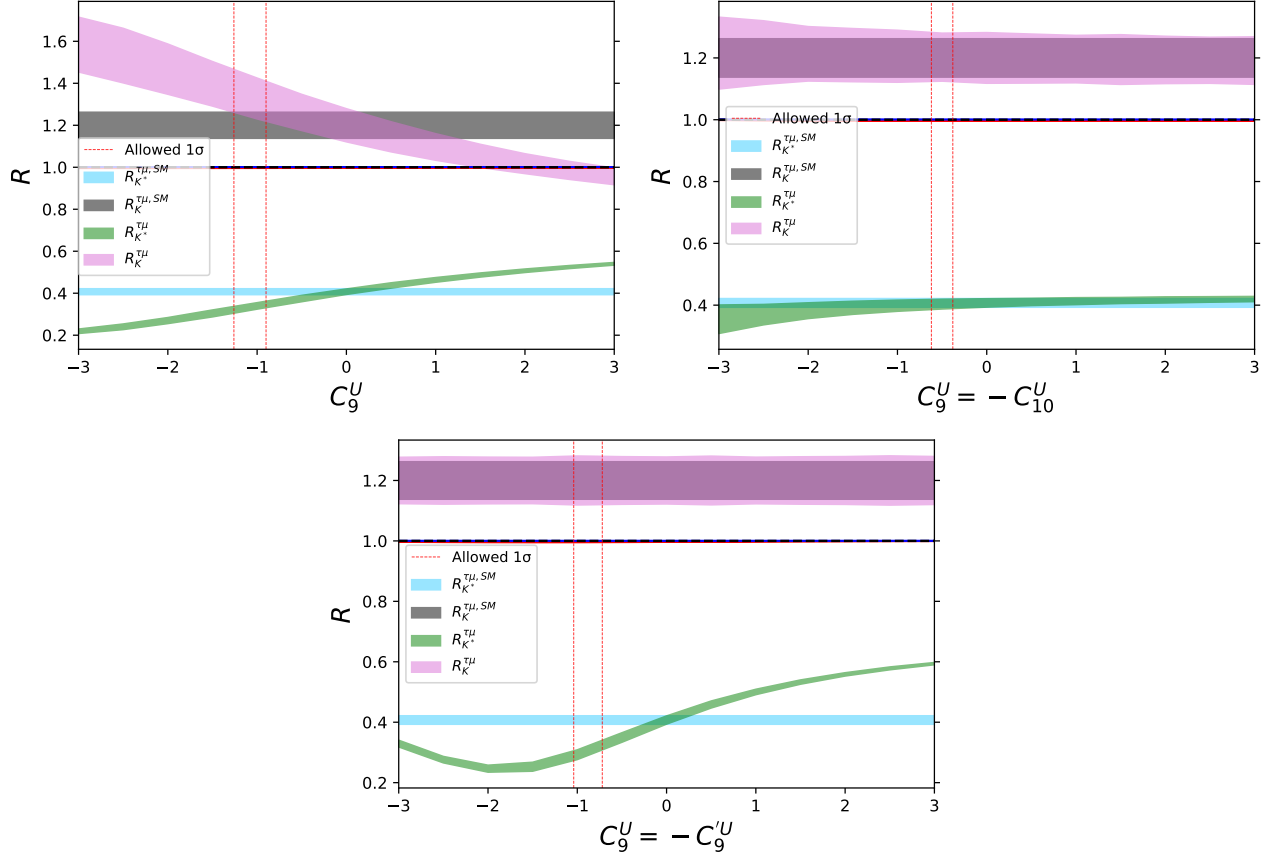 1.6
1.4
1.2
1.0
0.8
0.6
0.4
0.2
R
Allowed 1σ
R_{K*}^{τμ,SM}
R_K^{τμ,SM}
R_{K*}^{τμ}
R_K^{τμ}
−3 −2 −1 0 1 2 3
C_9^U
1.2
1.0
0.8
0.6
0.4
R
Allowed 1σ
R_{K*}^{τμ,SM}
R_K^{τμ,SM}
R_{K*}^{τμ}
R_K^{τμ}
−3 −2 −1 0 1 2 3
C_9^U = − C_{10}^U
1.2
1.0
0.8
0.6
0.4
0.2
R
Allowed 1σ
R_{K*}^{τμ,SM}
R_K^{τμ,SM}
R_{K*}^{τμ}
R_K^{τμ}
−3 −2 −1 0 1 2 3
C_9^U = − C_9^{′U}